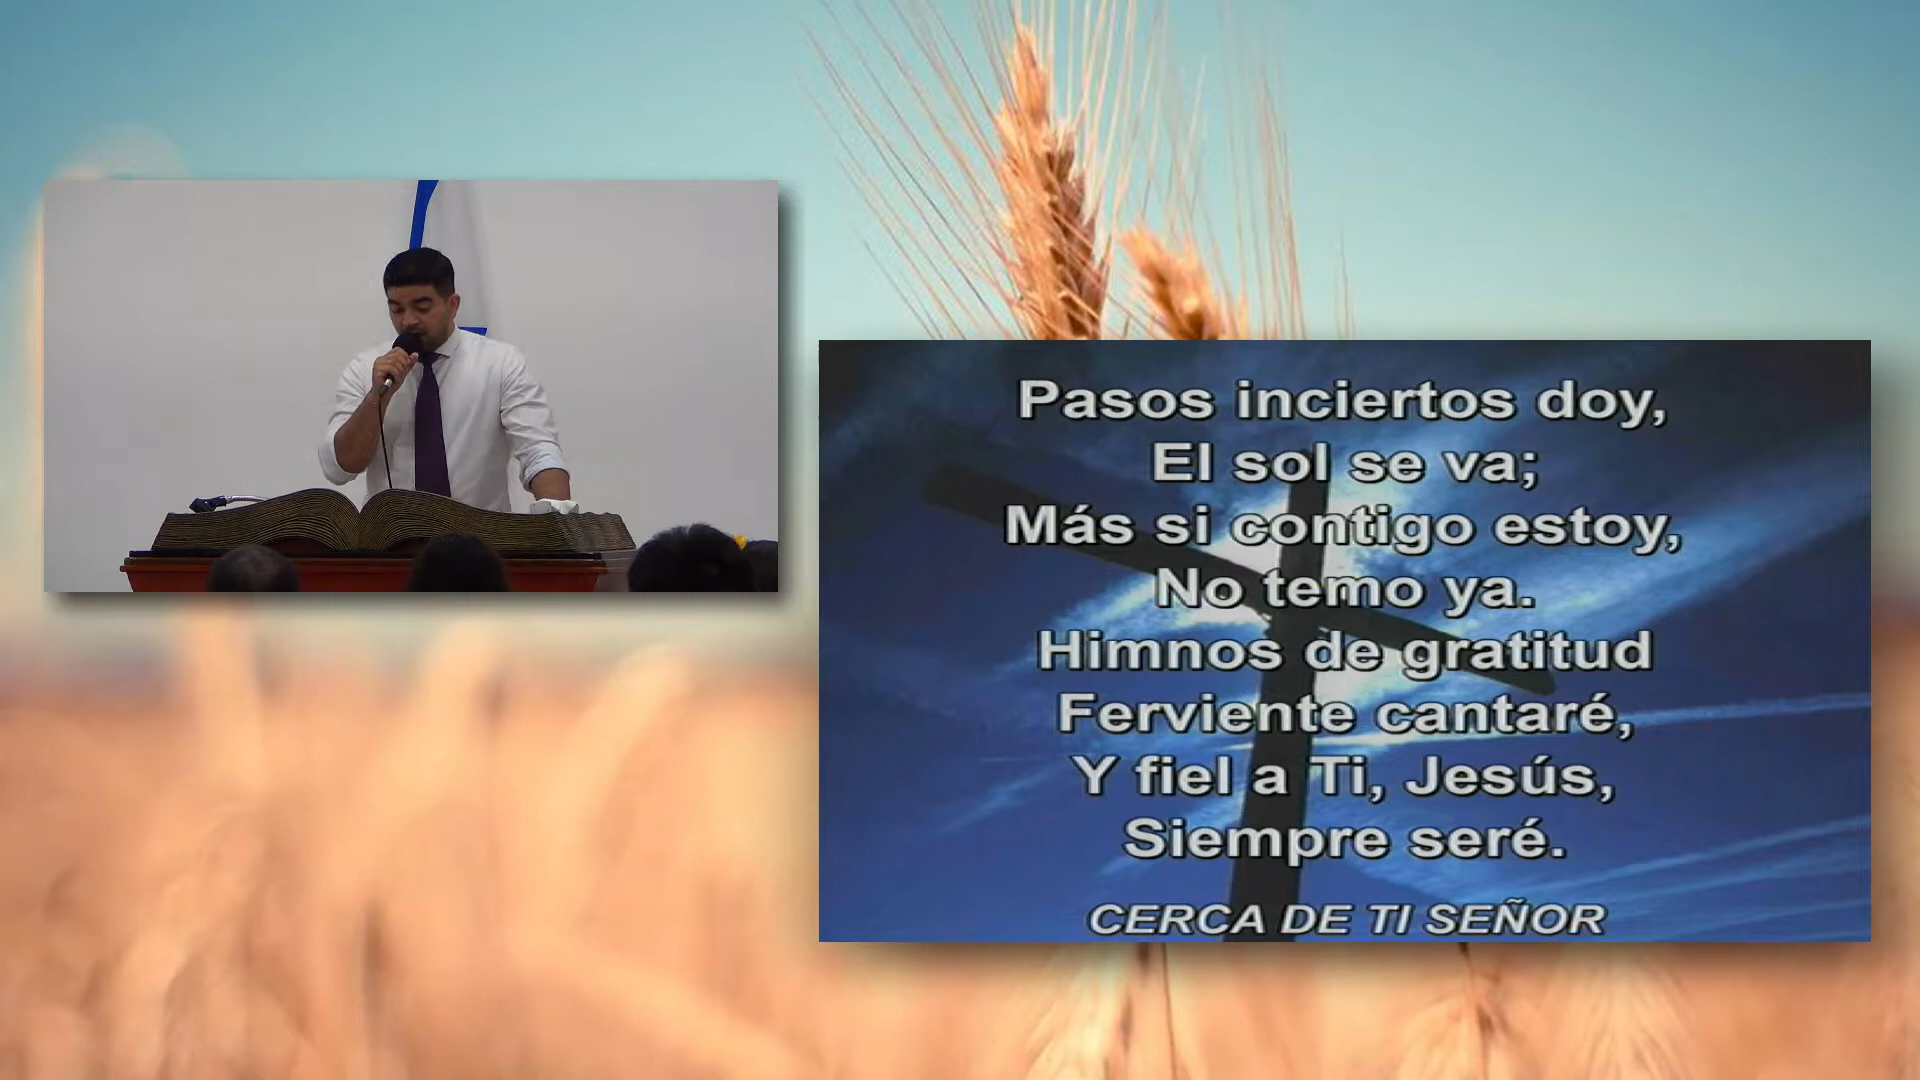 Pasos inciertos doy,
El sol se va;
Más si contigo estoy,
No temo ya.
Himnos de gratitud
Ferviente cantaré,
Y fiel a Ti, Jesús,
Siempre seré.
CERCA DE TI SEÑOR